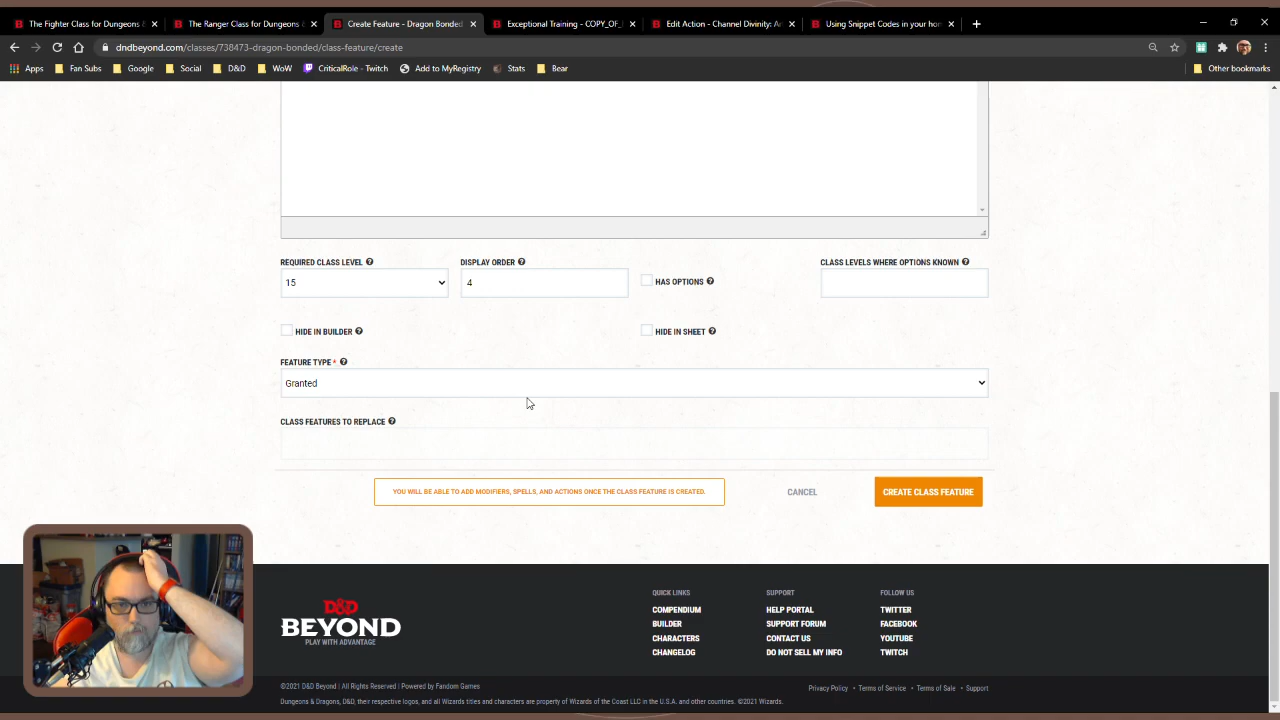 The Fighter Class for Dungeons &
The Ranger Class for Dungeons &
Create Feature - Dragon Bonded
Exceptional Training - COPY_OF_
Edit Action - Channel Divinity: Ac
Using Snippet Codes in your hon
dndbeyond.com/classes/738473-dragon-bonded/class-feature/create
Apps
Fan Subs
Google
Social
D&D
WoW
CriticalRole - Twitch
Add to MyRegistry
Stats
Bear
Other bookmarks
REQUIRED CLASS LEVEL
DISPLAY ORDER
CLASS LEVELS WHERE OPTIONS KNOWN
15
4
HAS OPTIONS
HIDE IN BUILDER
HIDE IN SHEET
FEATURE TYPE *
Granted
CLASS FEATURES TO REPLACE
YOU WILL BE ABLE TO ADD MODIFIERS, SPELLS, AND ACTIONS ONCE THE CLASS FEATURE IS CREATED.
CANCEL
CREATE CLASS FEATURE
D&D
BEYOND
PLAY WITH ADVANTAGE
QUICK LINKS
COMPENDIUM
BUILDER
CHARACTERS
CHANGELOG
SUPPORT
HELP PORTAL
SUPPORT FORUM
CONTACT US
DO NOT SELL MY INFO
FOLLOW US
TWITTER
FACEBOOK
YOUTUBE
TWITCH
©2021 D&D Beyond | All Rights Reserved | Powered by Fandom Games
Privacy Policy • Terms of Service • Terms of Sale • Support
Dungeons & Dragons, D&D, their respective logos, and all Wizards titles and characters are property of Wizards of the Coast LLC in the U.S.A. and other countries. ©2021 Wizards.